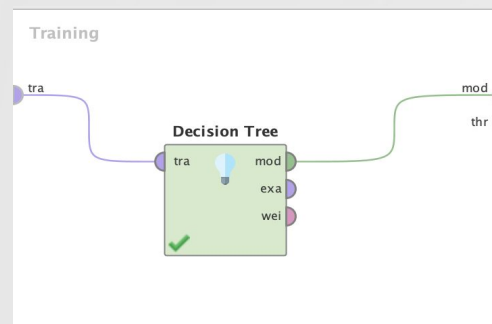 Training
tra
mod
thr
Decision Tree
tra
mod
exa
wei